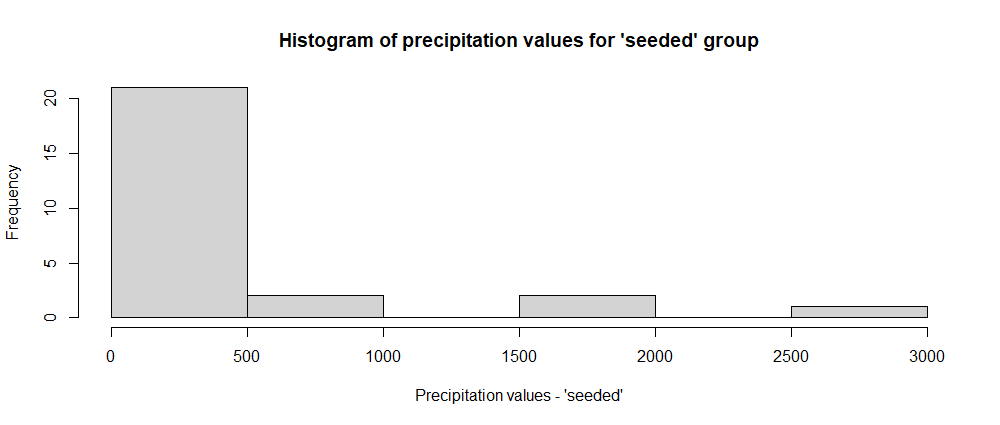 Histogram of precipitation values for 'seeded' group
Frequency
20
15
10
5
0
0 500 1000 1500 2000 2500 3000
Precipitation values - 'seeded'